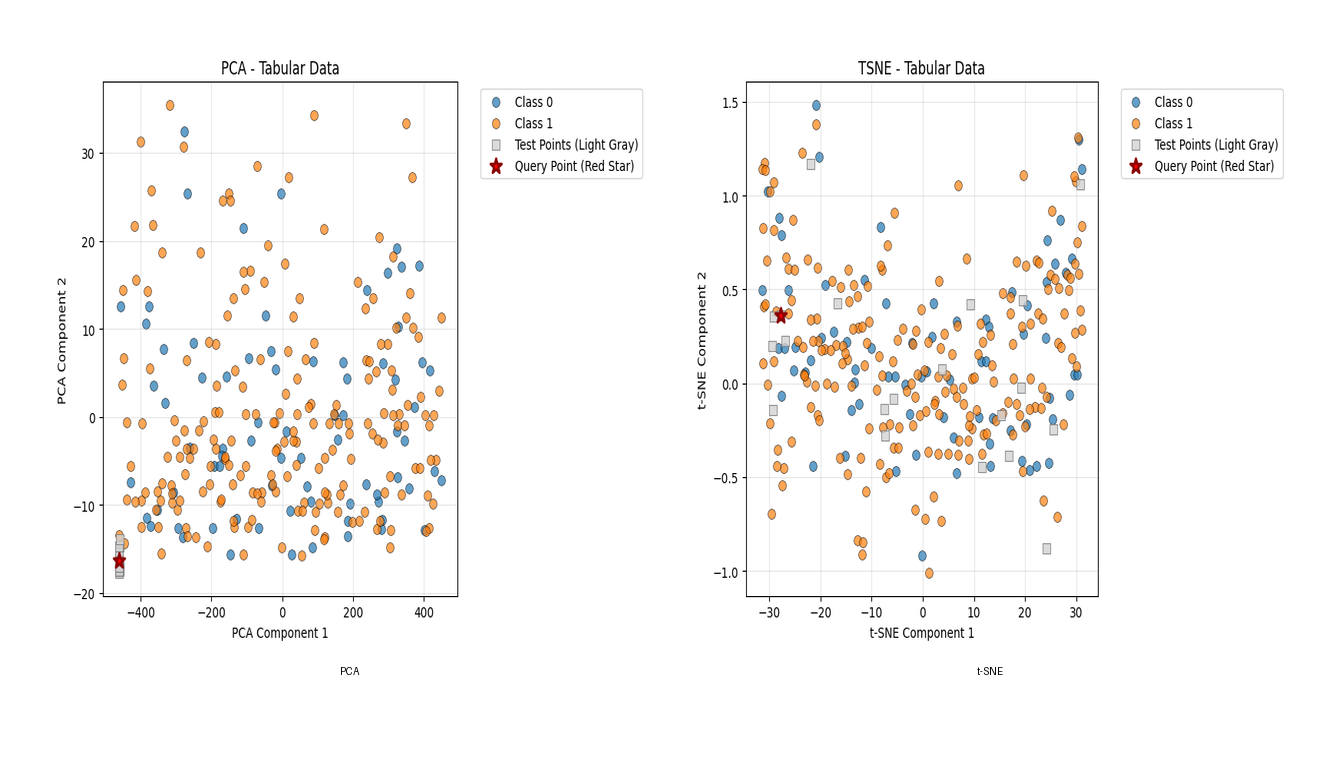 PCA - Tabular Data
PCA Component 2
30
20
10
0
−10
−20
−400
−200
0
200
400
PCA Component 1
Class 0
Class 1
Test Points (Light Gray)
Query Point (Red Star)
PCA
TSNE - Tabular Data
t-SNE Component 2
1.5
1.0
0.5
0.0
−0.5
−1.0
−30
−20
−10
0
10
20
30
t-SNE Component 1
Class 0
Class 1
Test Points (Light Gray)
Query Point (Red Star)
t-SNE